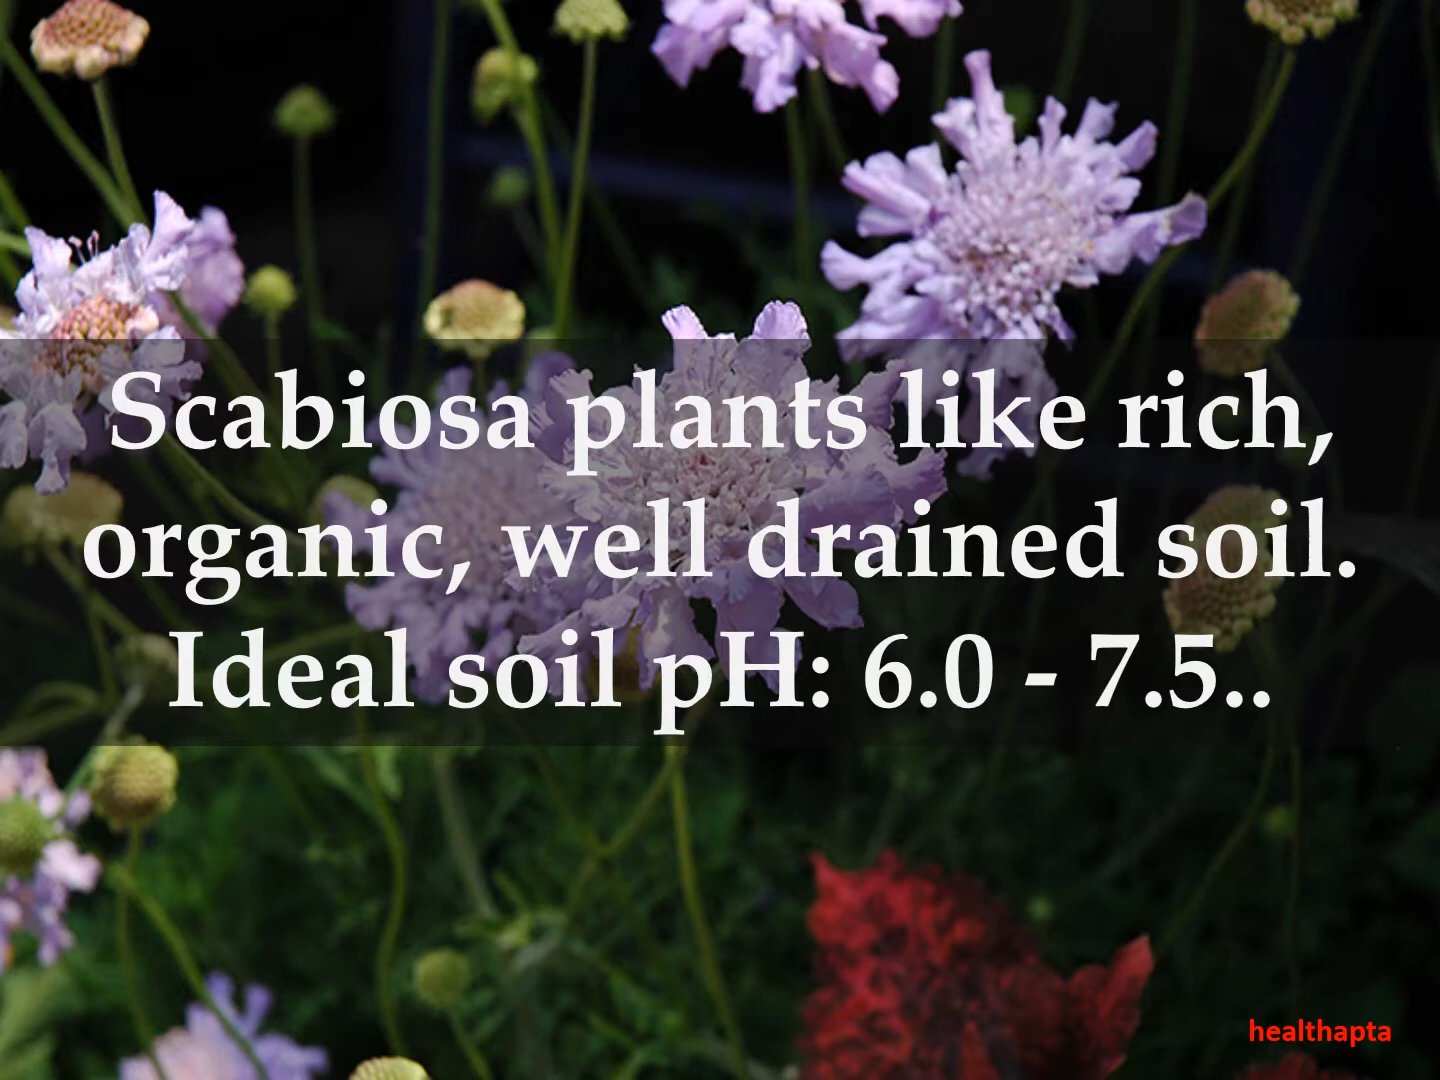 Scabiosa plants like rich,
organic, well drained soil.
Ideal soil pH: 6.0 - 7.5..
healthapta